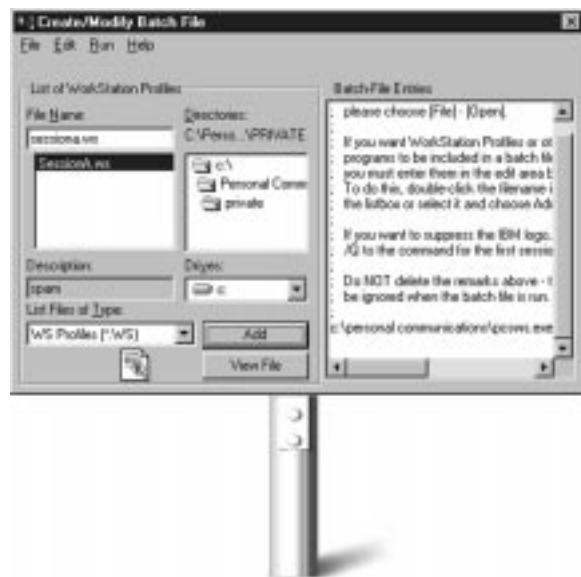 Create/Modify Batch File
File Edit Run Help
List of WorkStation Profiles
File Name:
sessiona.ws
SessionA.ws
Directories:
C:\Perso...\PRIVATE
c:\
Personal Comm
private
Description:
spam
Drives:
c:
List Files of Type:
WS Profiles (*.WS)
Add
View File
Batch-File Entries
; please choose [File] - [Open].
;
; If you want WorkStation Profiles or ot
; programs to be included in a batch file
; you must enter them in the edit area b
; To do this, double-click the filename i
; the listbox or select it and choose Add
;
; If you want to suppress the IBM logo,
; /Q to the command for the first sessio
;
; Do NOT delete the remarks above - t
; be ignored when the batch file is run.
;
c:\personal communications\pcsws.exe